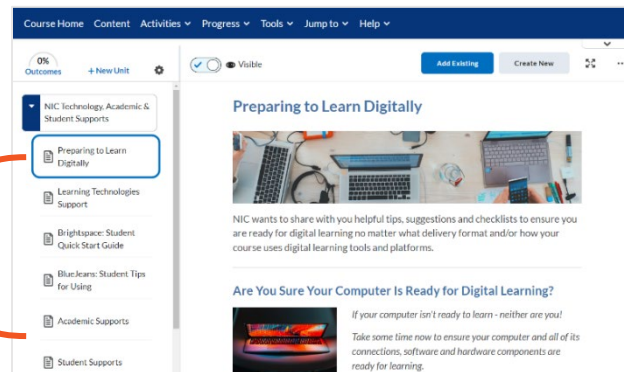 Course Home Content Activities Progress Tools Jump to Help
0%
Outcomes + New Unit
Visible
Add Existing Create New
NIC Technology, Academic &
Student Supports
Preparing to Learn
Digitally
Learning Technologies
Support
Brightspace: Student
Quick Start Guide
BlueJeans: Student Tips
for Using
Academic Supports
Student Supports
Preparing to Learn Digitally
NIC wants to share with you helpful tips, suggestions and checklists to ensure you
are ready for digital learning no matter what delivery format and/or how your
course uses digital learning tools and platforms.
Are You Sure Your Computer Is Ready for Digital Learning?
If your computer isn't ready to learn - neither are you!
Take some time now to ensure your computer and all of its
connections, software and hardware components are
ready for learning.